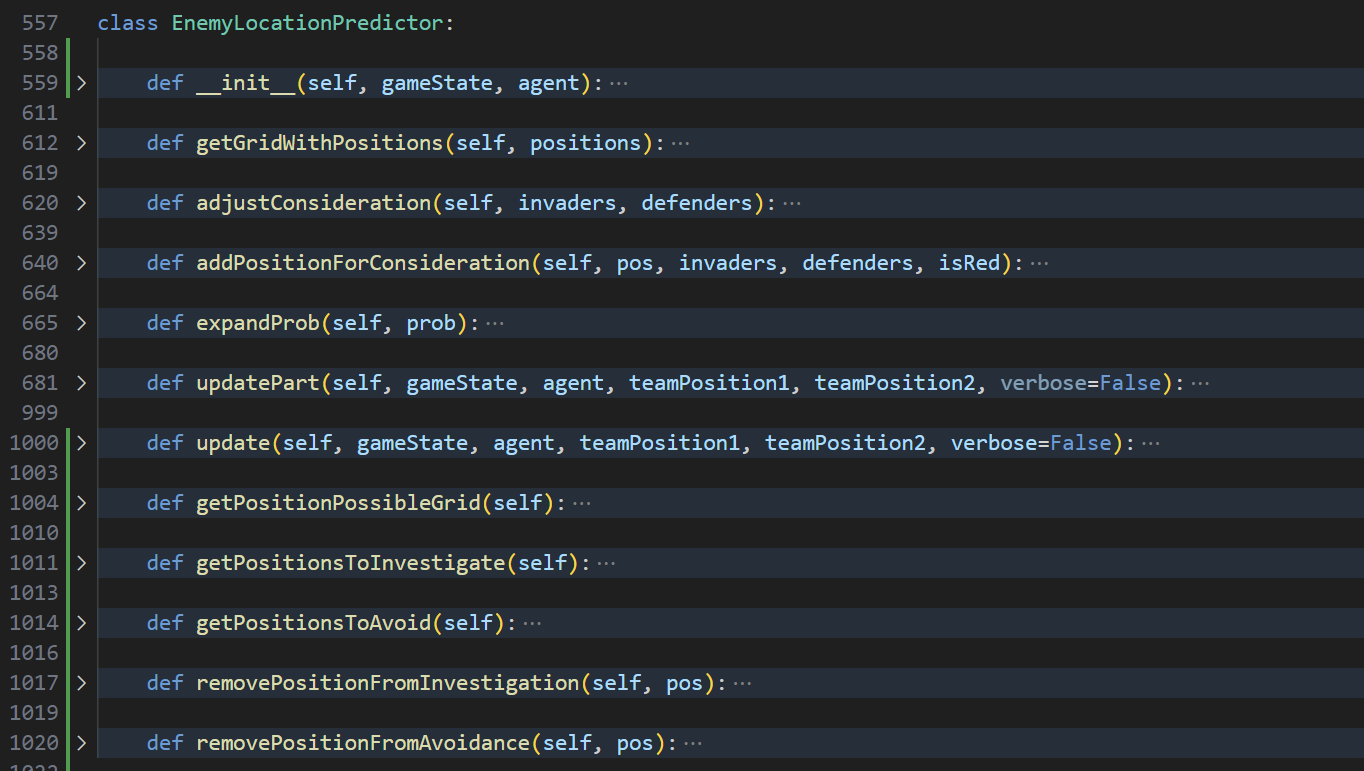 557 class EnemyLocationPredictor:
558
559 > def __init__(self, gameState, agent): ···
611
612 > def getGridWithPositions(self, positions): ···
619
620 > def adjustConsideration(self, invaders, defenders): ···
639
640 > def addPositionForConsideration(self, pos, invaders, defenders, isRed): ···
664
665 > def expandProb(self, prob): ···
680
681 > def updatePart(self, gameState, agent, teamPosition1, teamPosition2, verbose=False): ···
999
1000 > def update(self, gameState, agent, teamPosition1, teamPosition2, verbose=False): ···
1003
1004 > def getPositionPossibleGrid(self): ···
1010
1011 > def getPositionsToInvestigate(self): ···
1013
1014 > def getPositionsToAvoid(self): ···
1016
1017 > def removePositionFromInvestigation(self, pos): ···
1019
1020 > def removePositionFromAvoidance(self, pos): ···